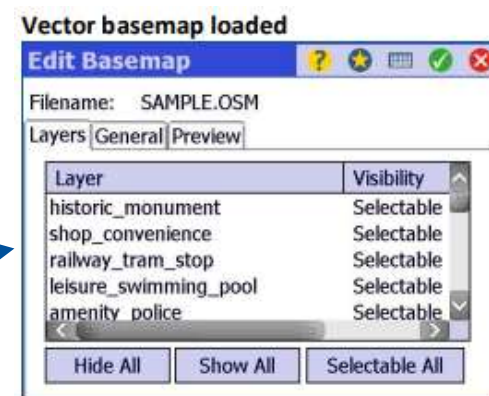 Vector basemap loaded
Edit Basemap ?
Filename: SAMPLE.OSM
Layers General Preview
Layer Visibility
historic_monument Selectable
shop_convenience Selectable
railway_tram_stop Selectable
leisure_swimming_pool Selectable
amenity_police Selectable
Hide All Show All Selectable All